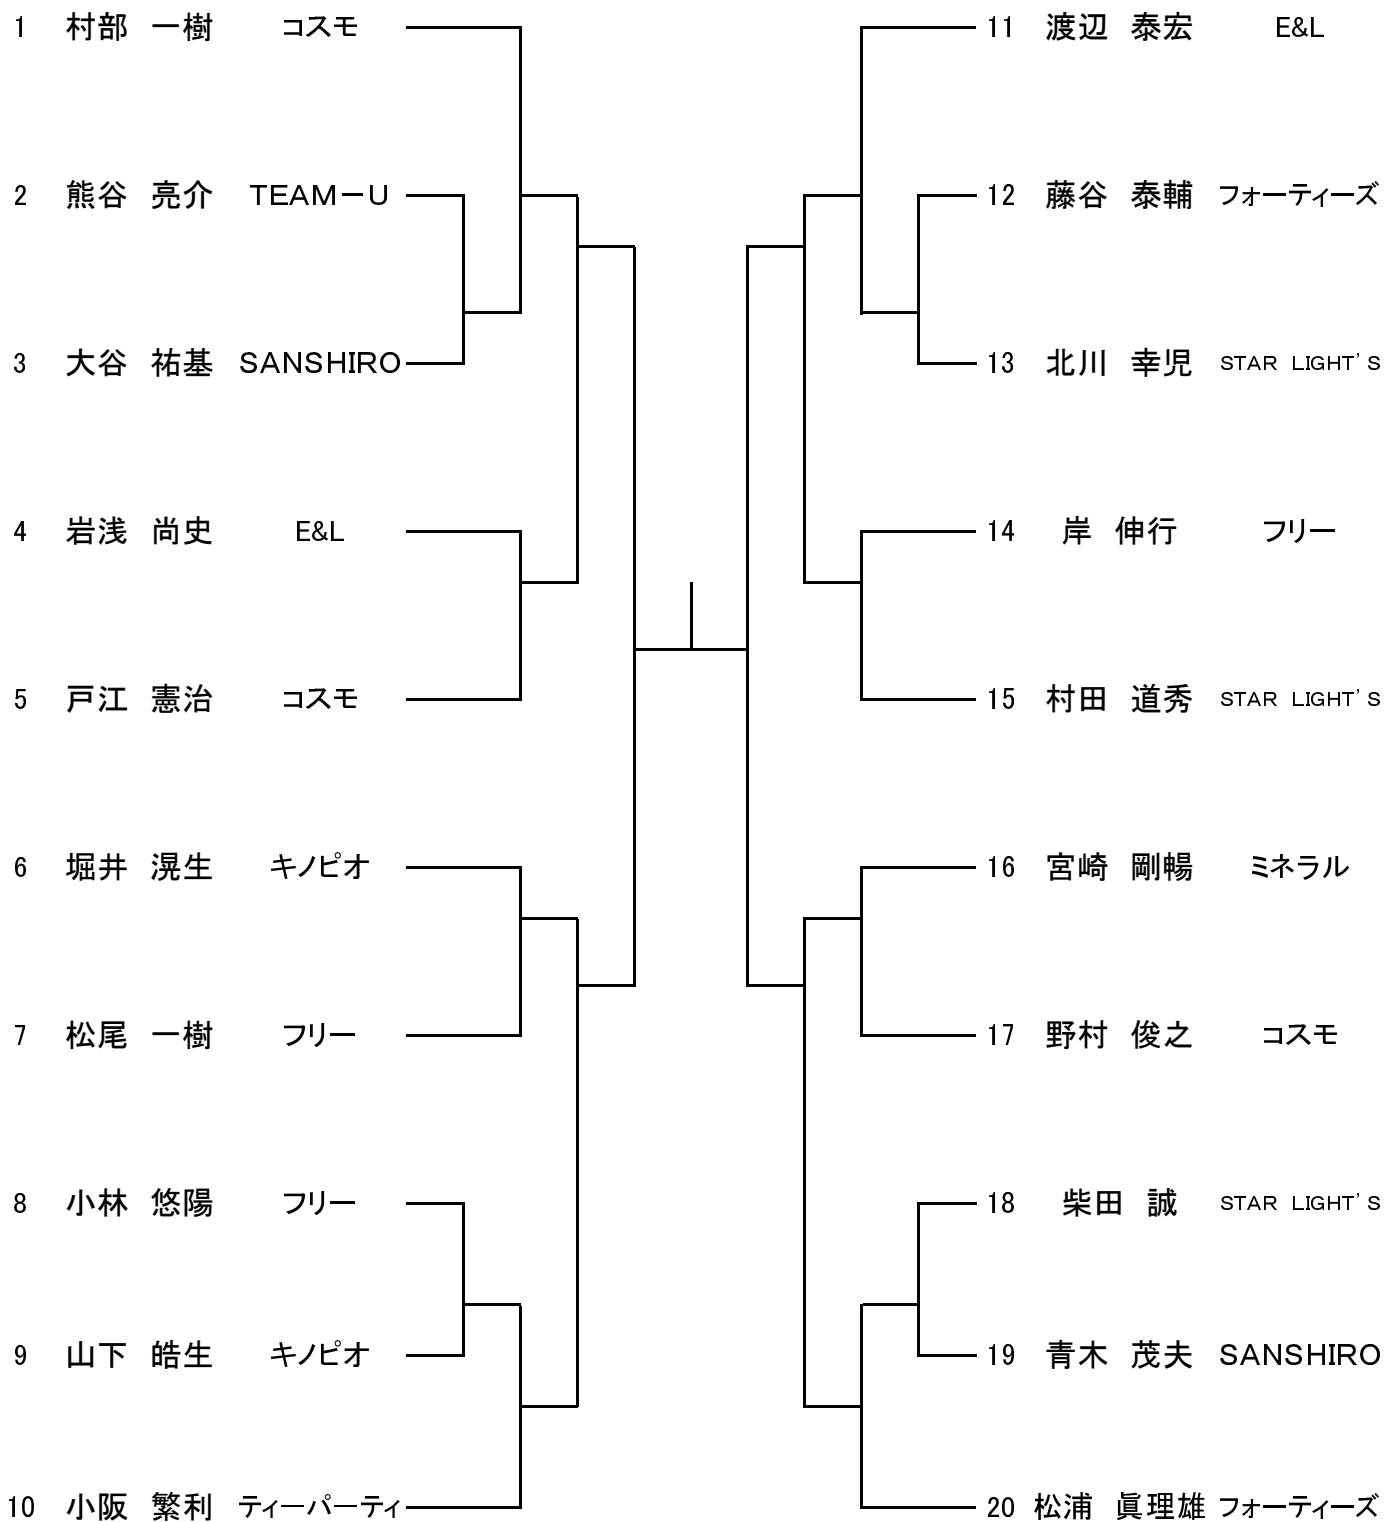 1 村部 一樹 コスモ
2 熊谷 亮介 TEAM－U
3 大谷 祐基 SANSHIRO
4 岩浅 尚史 E&L
5 戸江 憲治 コスモ
6 堀井 滉生 キノピオ
7 松尾 一樹 フリー
8 小林 悠陽 フリー
9 山下 皓生 キノピオ
10 小阪 繁利 ティーパーティ
11 渡辺 泰宏 E&L
12 藤谷 泰輔 フォーティーズ
13 北川 幸児 STAR LIGHT'S
14 岸 伸行 フリー
15 村田 道秀 STAR LIGHT'S
16 宮崎 剛暢 ミネラル
17 野村 俊之 コスモ
18 柴田 誠 STAR LIGHT'S
19 青木 茂夫 SANSHIRO
20 松浦 眞理雄 フォーティーズ